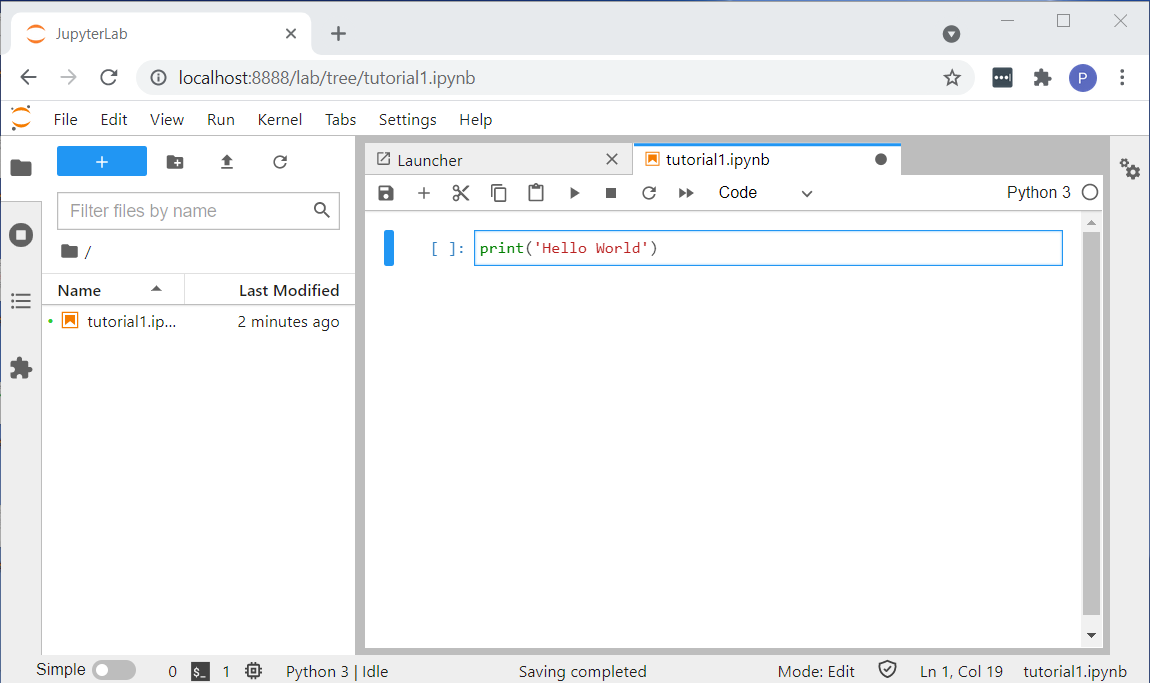 JupyterLab
localhost:8888/lab/tree/tutorial1.ipynb
P
File Edit View Run Kernel Tabs Settings Help
Launcher
tutorial1.ipynb
Code
Python 3
Filter files by name
/
Name Last Modified
tutorial1.ip... 2 minutes ago
[ ]: print('Hello World')
Simple 0 $_ 1 Python 3 | Idle Saving completed Mode: Edit Ln 1, Col 19 tutorial1.ipynb